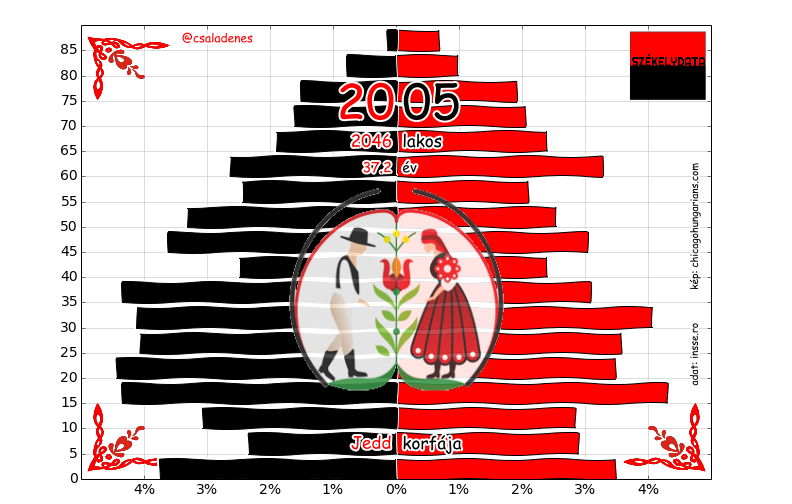 @csaladenes
SZÉKELYDATA
2005
2046 lakos
37,2 év
kép: chicagohungarians.com
adat: insse.ro
Jedd korfája
85
80
75
70
65
60
55
50
45
40
35
30
25
20
15
10
5
0
4% 3% 2% 1% 0% 1% 2% 3% 4%